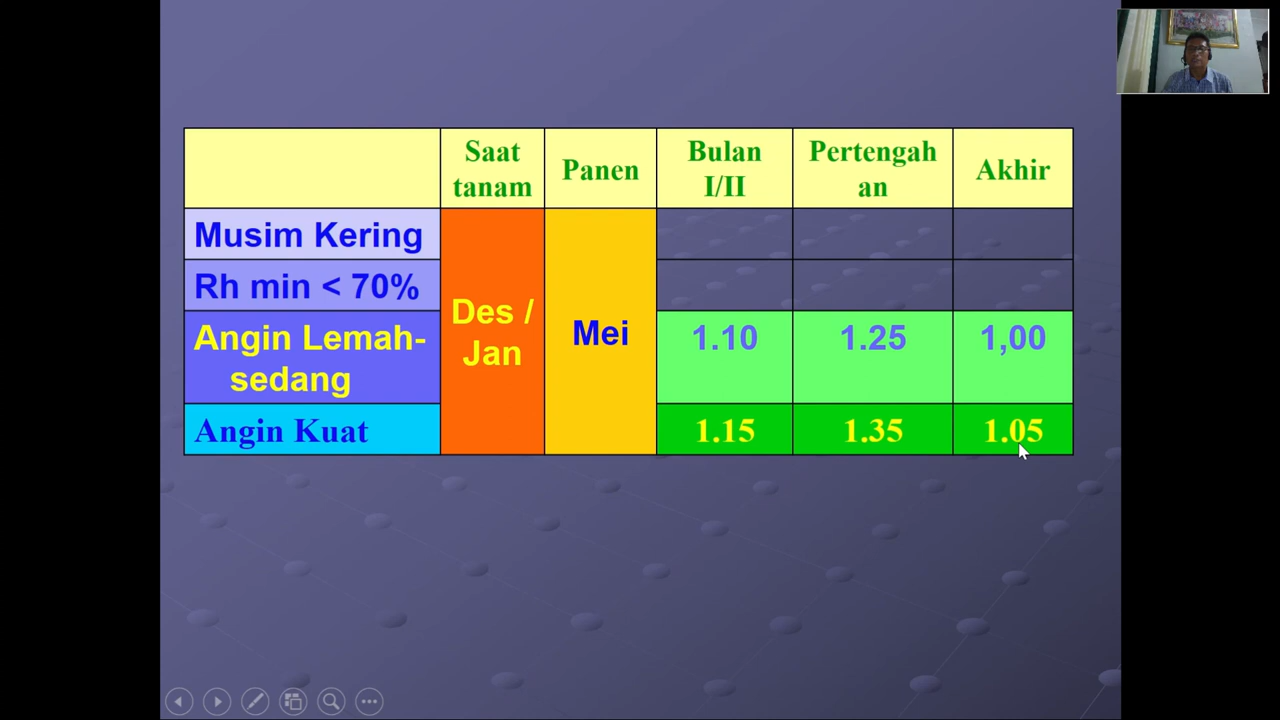 Saat
tanam
Panen
Bulan
I/II
Pertengah
an
Akhir
Musim Kering
Rh min < 70%
Angin Lemah-
sedang
Des /
Jan
Mei
1.10
1.25
1,00
Angin Kuat
1.15
1.35
1.05